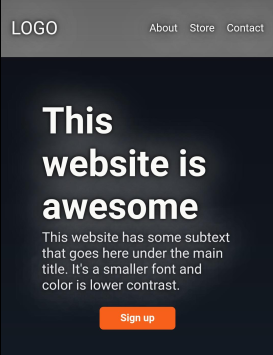 LOGO About Store Contact
This
website is
awesome
This website has some subtext
that goes here under the main
title. It's a smaller font and
color is lower contrast.
Sign up